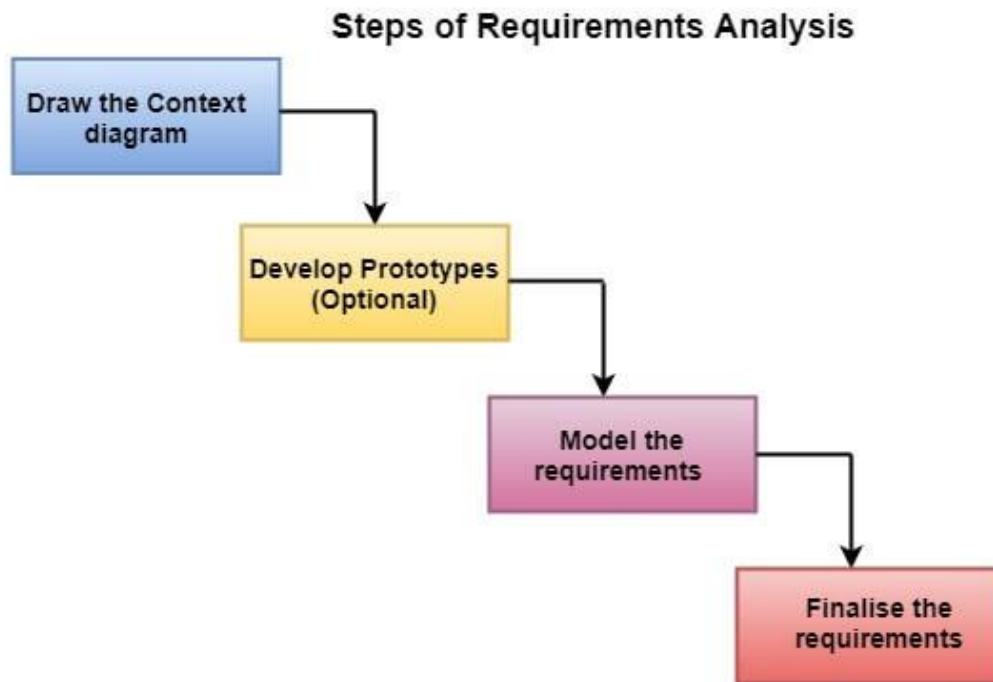 Steps of Requirements Analysis
Draw the Context
diagram
Develop Prototypes
(Optional)
Model the
requirements
Finalise the
requirements